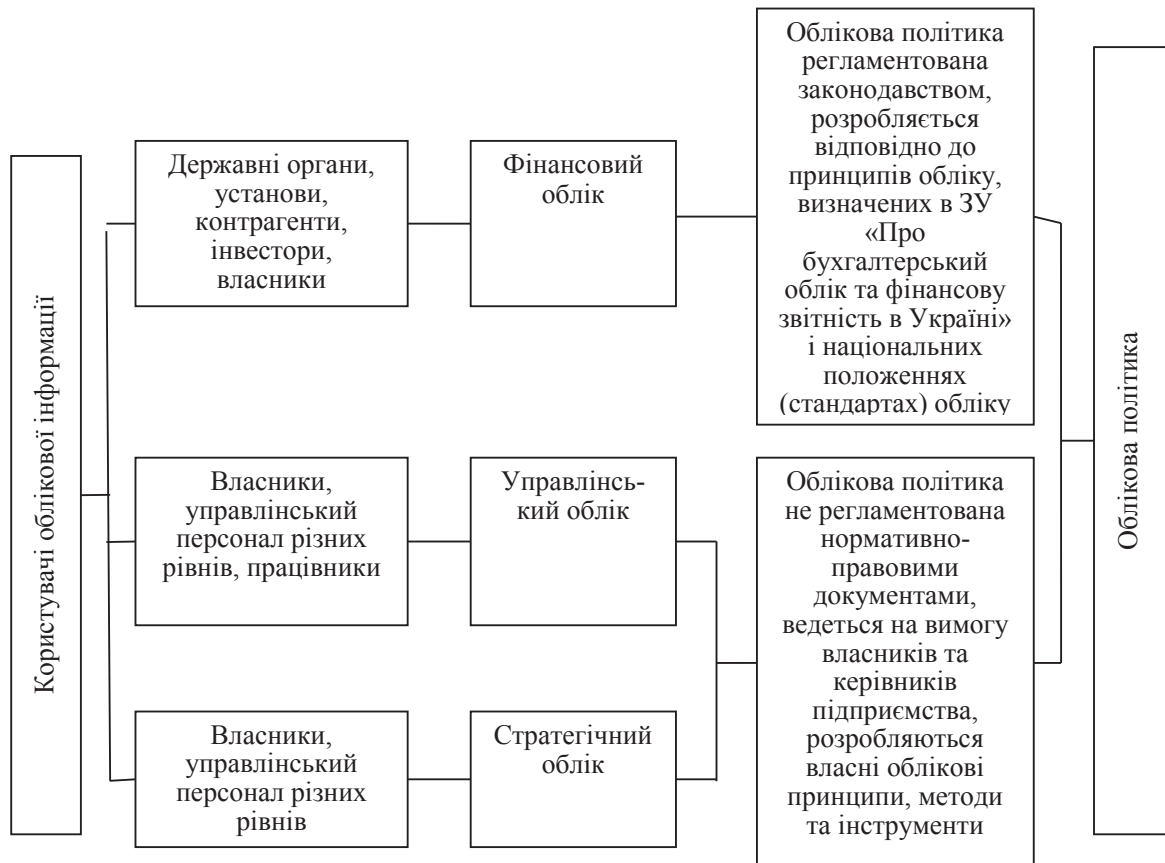 Користувачі облікової інформації
Державні органи,
установи,
контрагенти,
інвестори,
власники
Фінансовий
облік
Облікова політика
регламентована
законодавством,
розробляється
відповідно до
принципів обліку,
визначених в ЗУ
«Про
бухгалтерський
облік та фінансову
звітність в Україні»
і національних
положеннях
(стандартах) обліку
Власники,
управлінський
персонал різних
рівнів, працівники
Управлінсь-
кий облік
Власники,
управлінський
персонал різних
рівнів
Стратегічний
облік
Облікова політика
не регламентована
нормативно-
правовими
документами,
ведеться на вимогу
власників та
керівників
підприємства,
розробляються
власні облікові
принципи, методи
та інструменти
Облікова політика